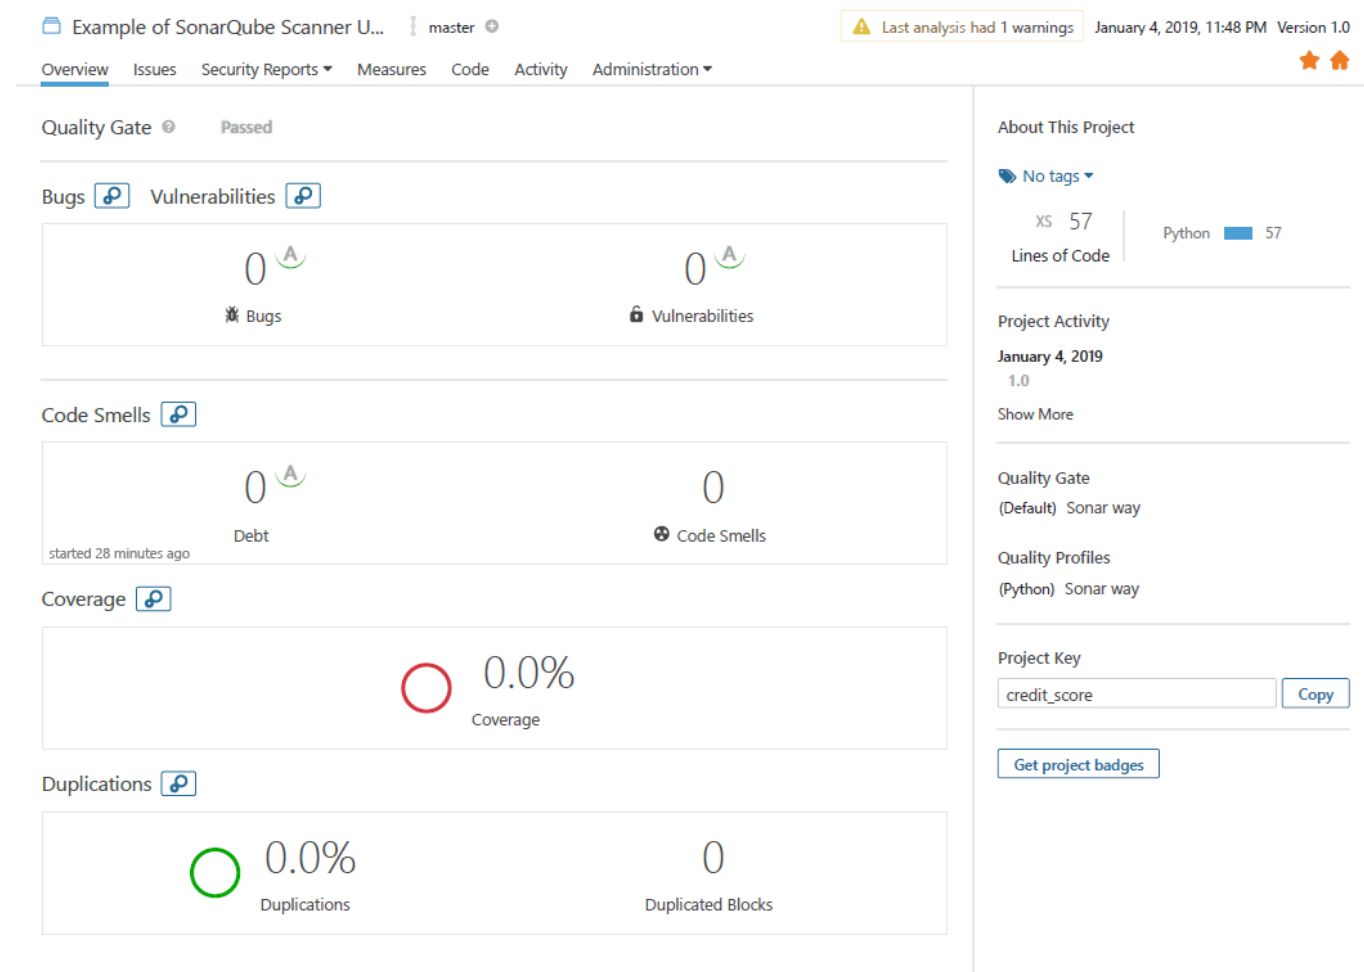 Example of SonarQube Scanner U... master
Last analysis had 1 warnings January 4, 2019, 11:48 PM Version 1.0
Overview Issues Security Reports Measures Code Activity Administration
Quality Gate Passed
Bugs Vulnerabilities
0 A 0 A
Bugs Vulnerabilities
Code Smells
0 A 0
Debt Code Smells
started 28 minutes ago
Coverage
0.0%
Coverage
Duplications
0.0% 0
Duplications Duplicated Blocks
About This Project
No tags
XS 57
Lines of Code
Python 57
Project Activity
January 4, 2019
1.0
Show More
Quality Gate
(Default) Sonar way
Quality Profiles
(Python) Sonar way
Project Key
credit_score Copy
Get project badges